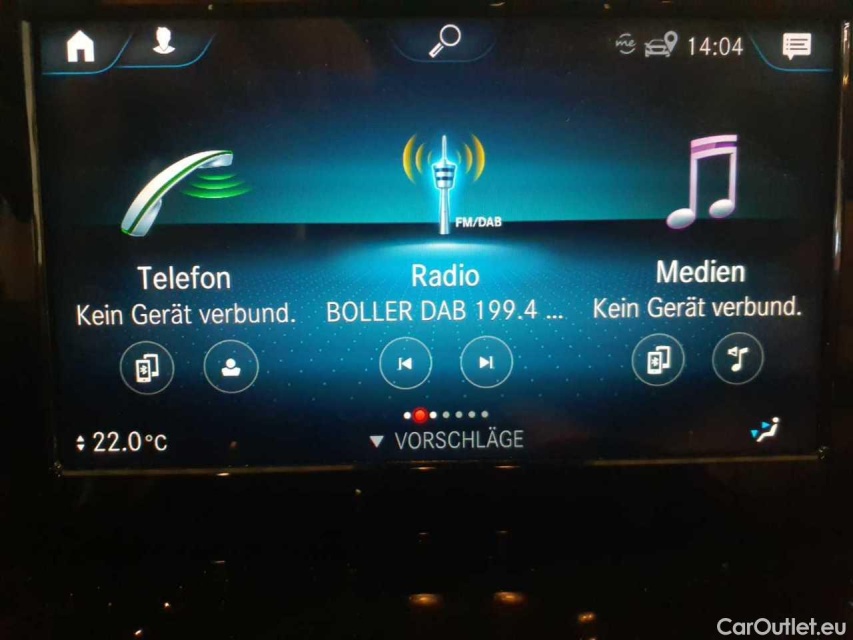 me 14:04
FM/DAB
Telefon
Kein Gerät verbund.
Radio
BOLLER DAB 199.4 ...
Medien
Kein Gerät verbund.
22.0°C
VORSCHLÄGE
CarOutlet.eu